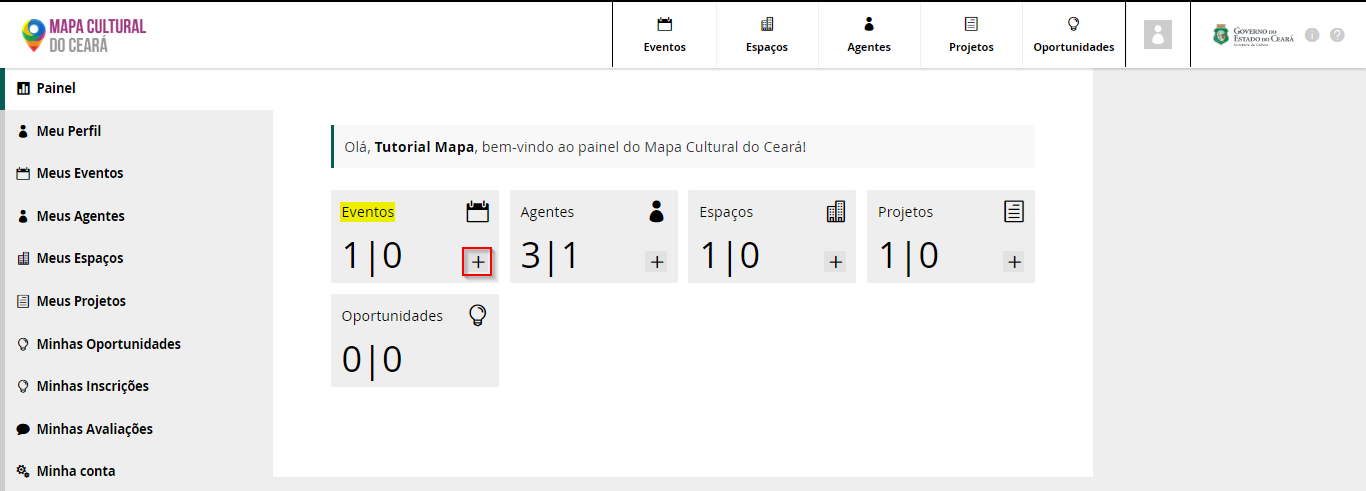 MAPA CULTURAL
DO CEARÁ
Eventos
Espaços
Agentes
Projetos
Oportunidades
GOVERNO DO
ESTADO DO CEARÁ
Secretaria da Cultura
i
?
Painel
Meu Perfil
Meus Eventos
Meus Agentes
Meus Espaços
Meus Projetos
Minhas Oportunidades
Minhas Inscrições
Minhas Avaliações
Minha conta
Olá, Tutorial Mapa, bem-vindo ao painel do Mapa Cultural do Ceará!
Eventos
1|0
+
Agentes
3|1
+
Espaços
1|0
+
Projetos
1|0
+
Oportunidades
0|0